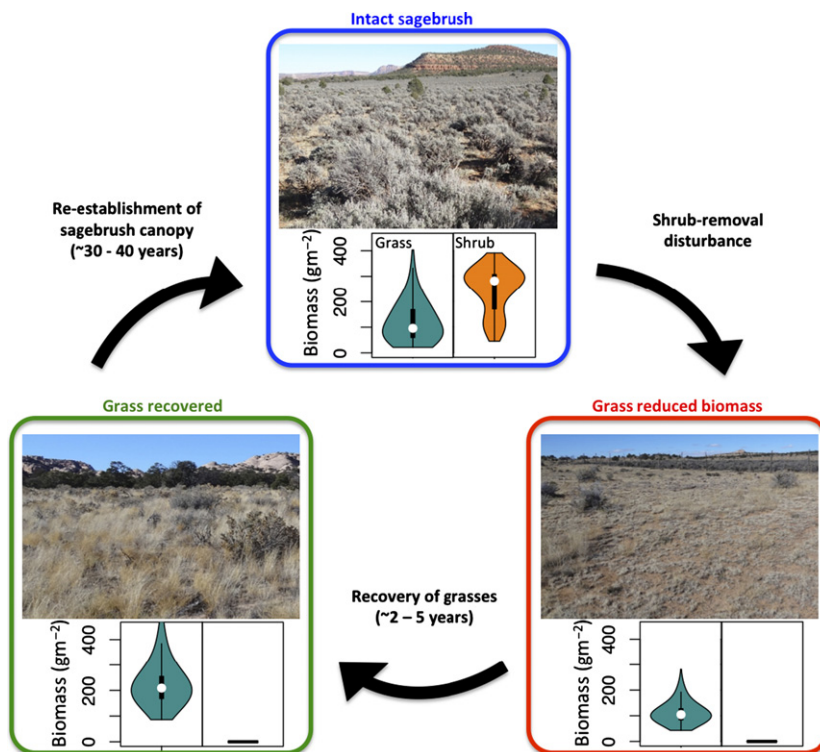 Intact sagebrush
Re-establishment of
sagebrush canopy
(~30 - 40 years)
Shrub-removal
disturbance
Grass
Shrub
Biomass (gm⁻²)
400
200
0
Grass recovered
Grass reduced biomass
Recovery of grasses
(~2 – 5 years)
Biomass (gm⁻²)
400
200
0
Biomass (gm⁻²)
400
200
0